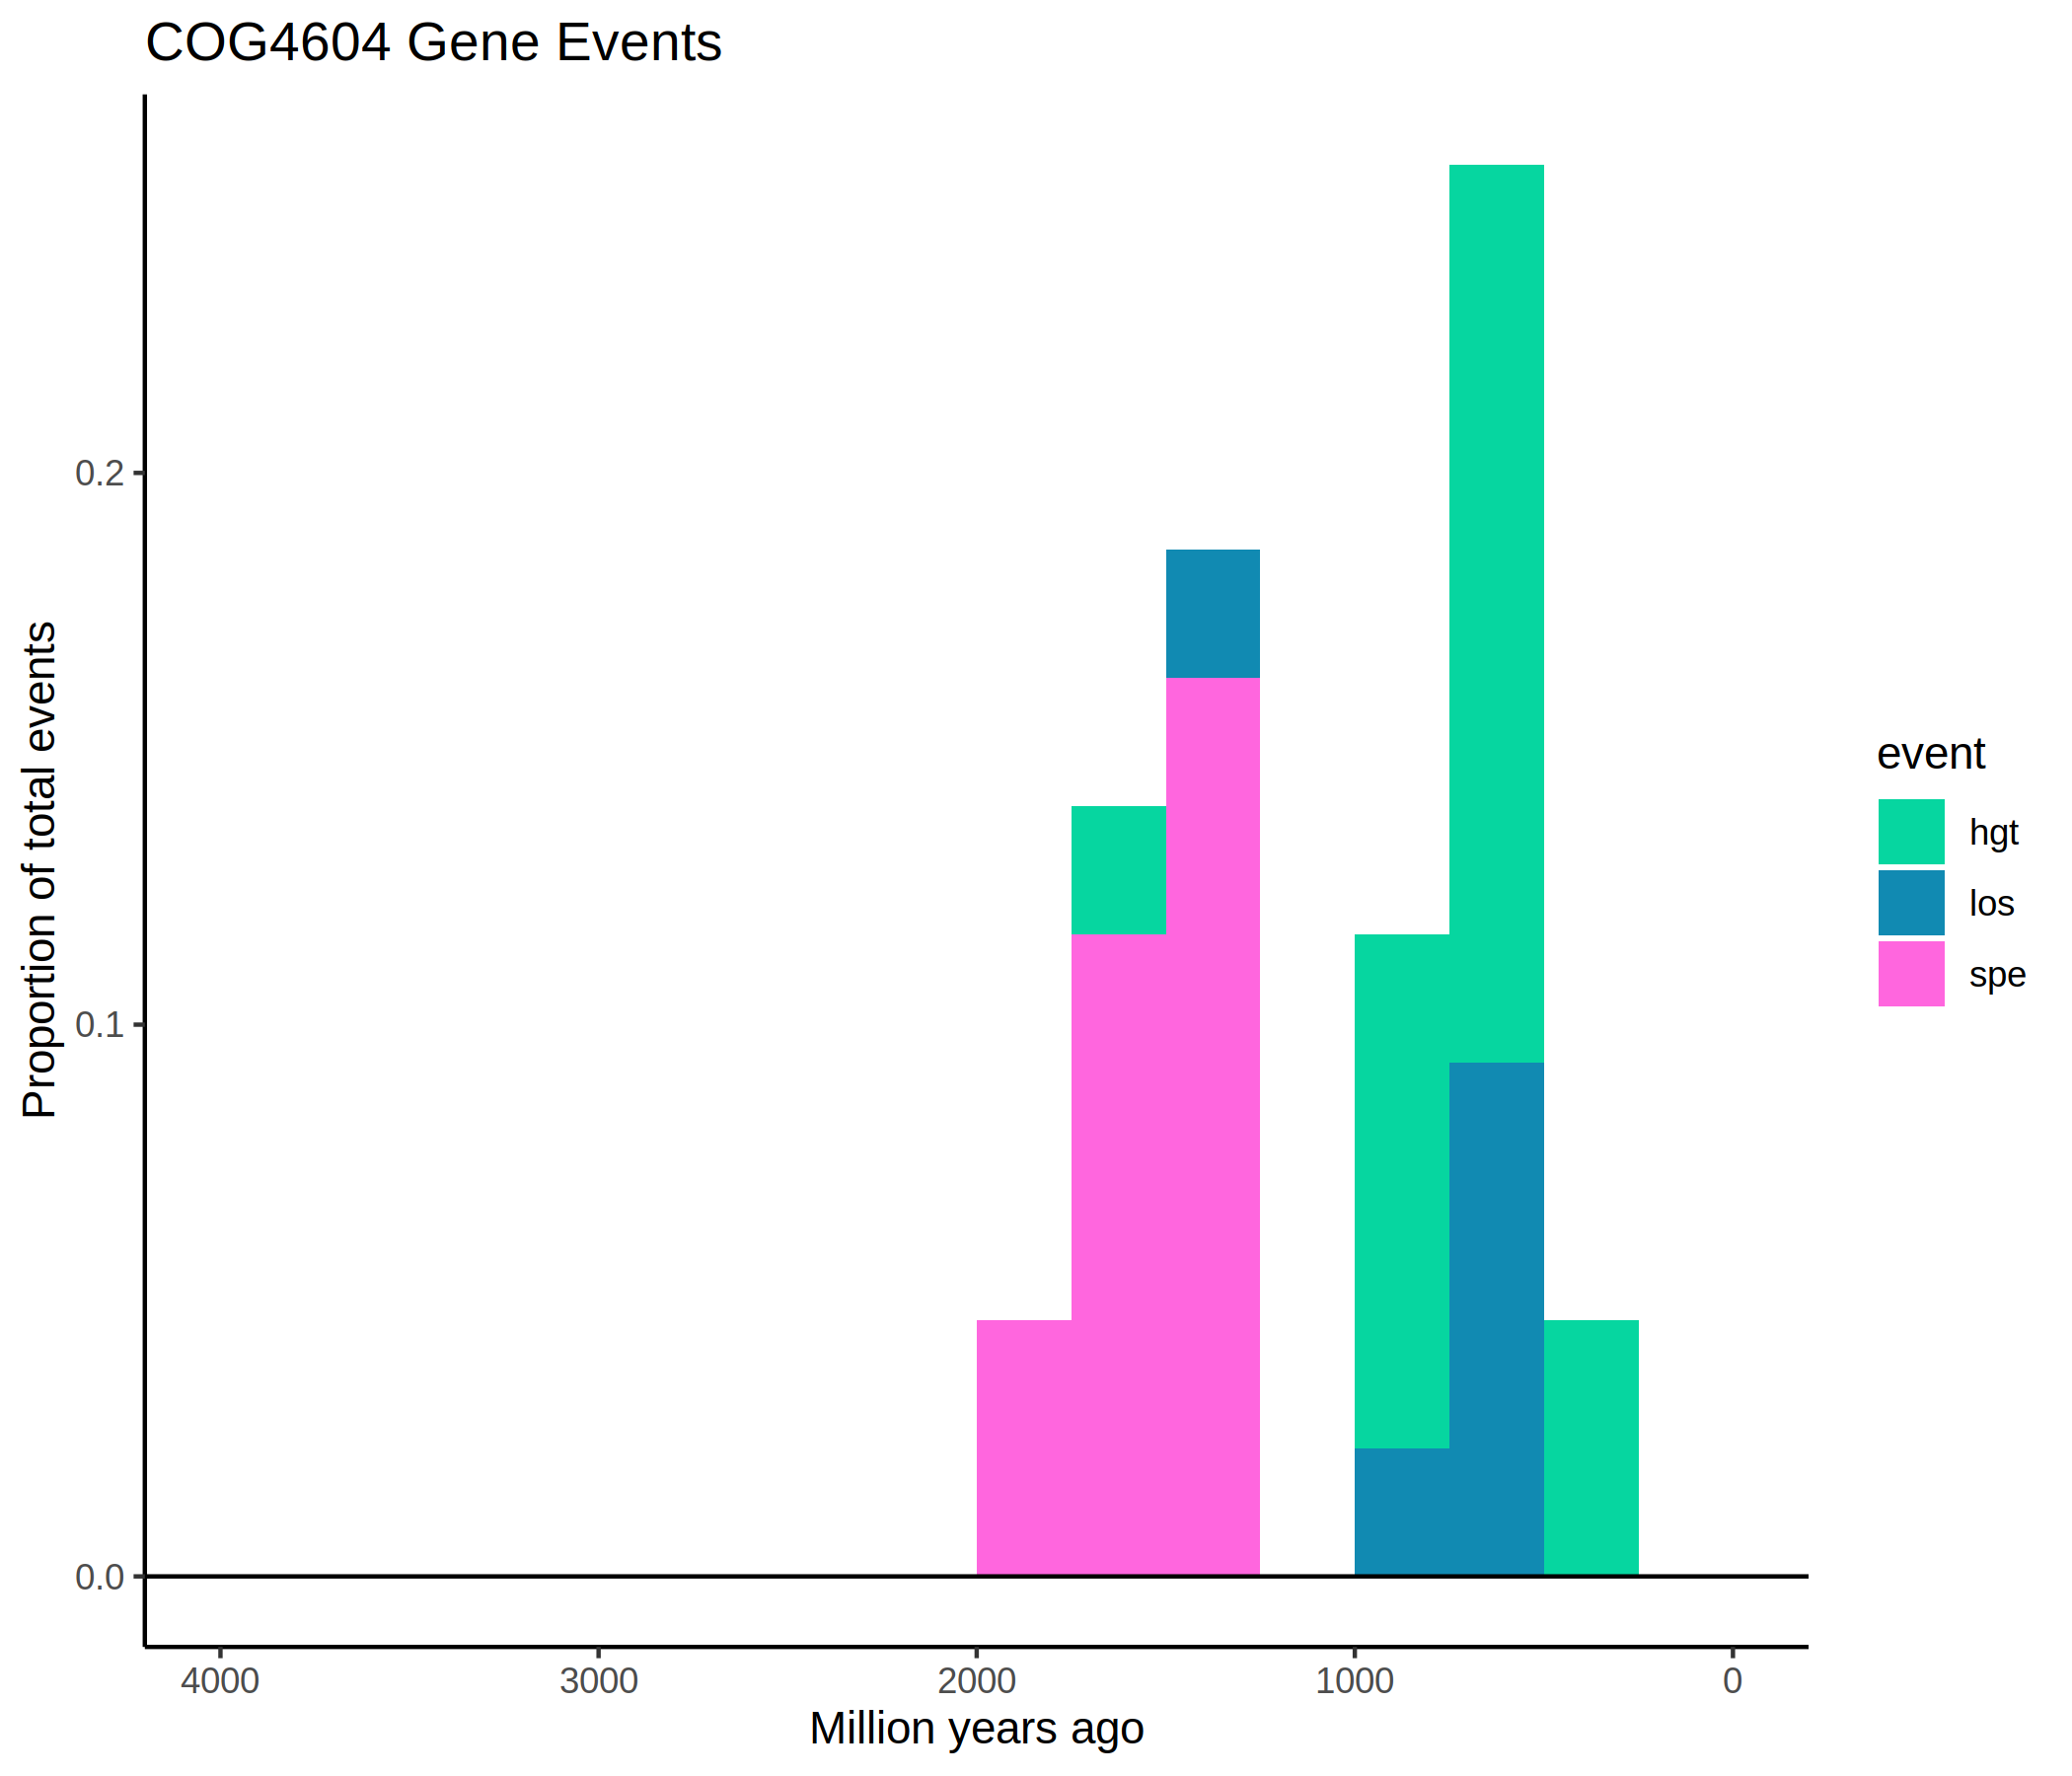 COG4604 Gene Events
Proportion of total events
0.2
0.1
0.0
4000 3000 2000 1000 0
Million years ago
event
hgt
los
spe